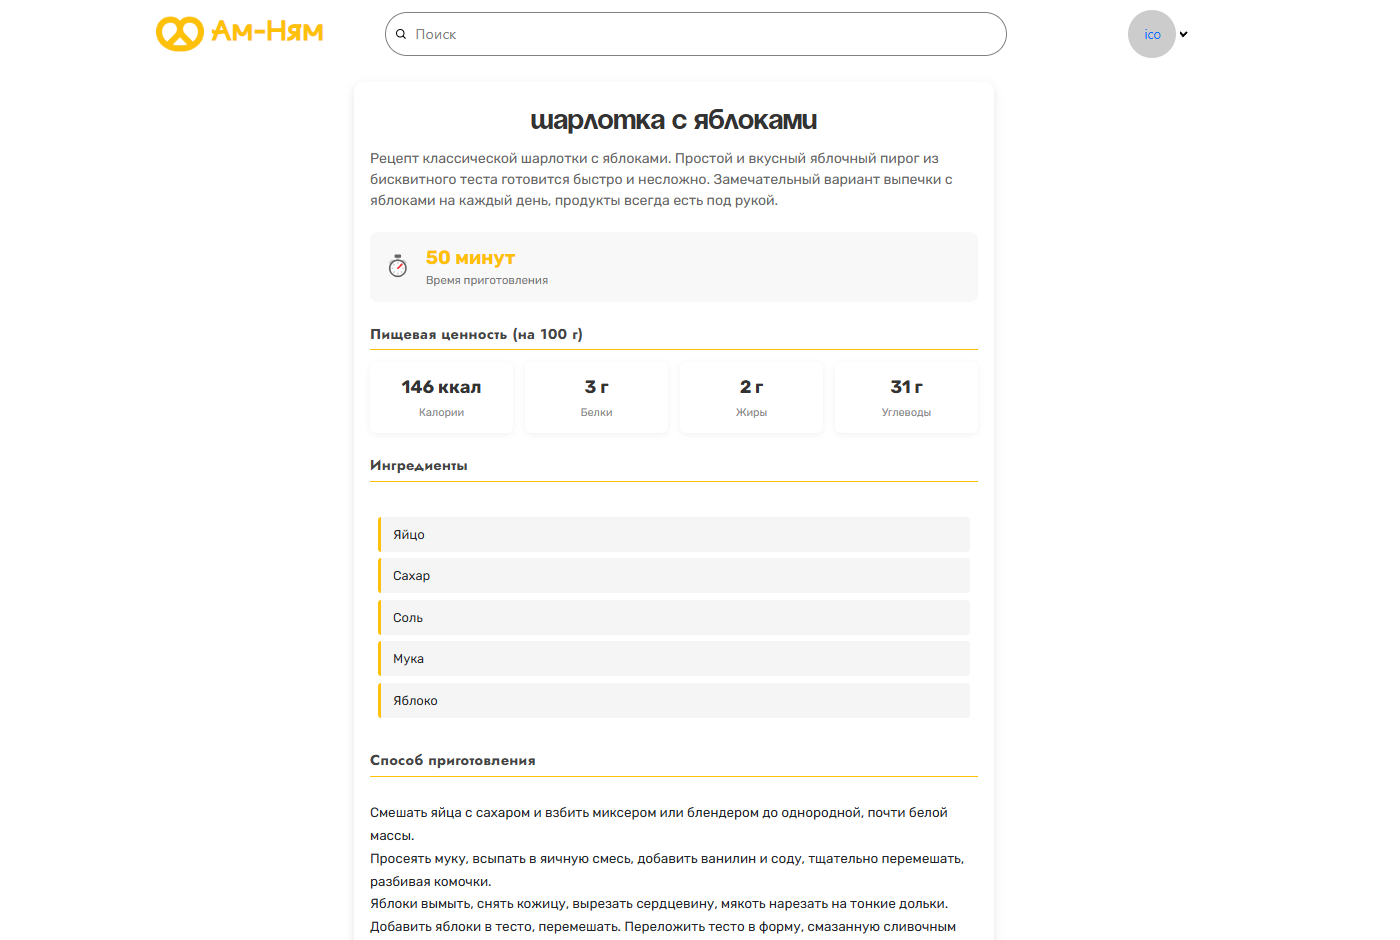 Ам-Ням
Поиск
ico
шарлотка с яблоками
Рецепт классической шарлотки с яблоками. Простой и вкусный яблочный пирог из
бисквитного теста готовится быстро и несложно. Замечательный вариант выпечки с
яблоками на каждый день, продукты всегда есть под рукой.
50 минут
Время приготовления
Пищевая ценность (на 100 г)
146 ккал
Калории
3 г
Белки
2 г
Жиры
31 г
Углеводы
Ингредиенты
Яйцо
Сахар
Соль
Мука
Яблоко
Способ приготовления
Смешать яйца с сахаром и взбить миксером или блендером до однородной, почти белой
массы.
Просеять муку, всыпать в яичную смесь, добавить ванилин и соду, тщательно перемешать,
разбивая комочки.
Яблоки вымыть, снять кожицу, вырезать сердцевину, мякоть нарезать на тонкие дольки.
Добавить яблоки в тесто, перемешать. Переложить тесто в форму, смазанную сливочным